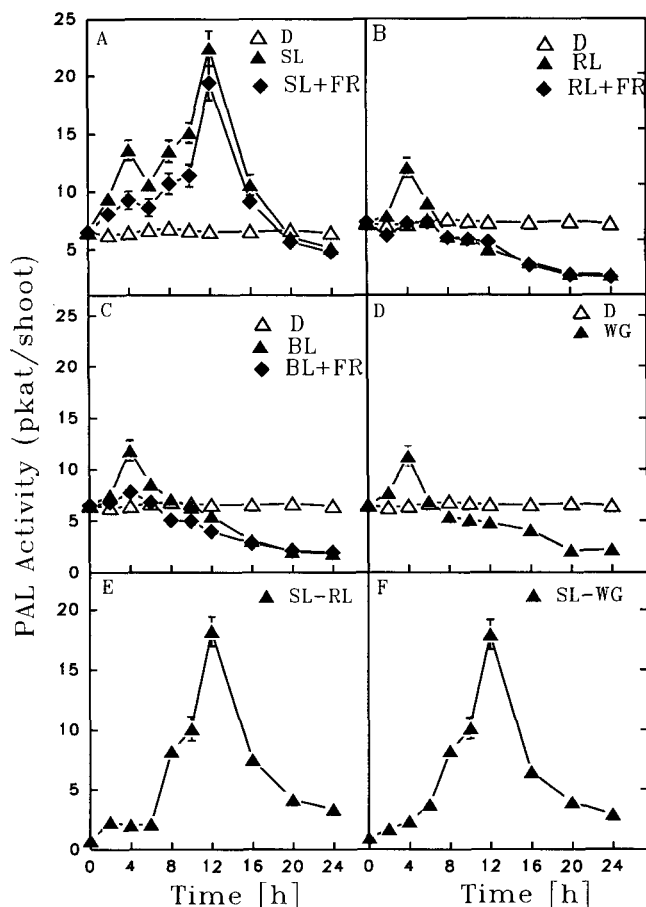 PAL Activity (pkat/shoot)
A
D
SL
SL+FR
25
20
15
10
5
B
D
RL
RL+FR
C
D
BL
BL+FR
25
20
15
10
5
0
D
D
WG
E
SL-RL
20
15
10
5
0
0 4 8 12 16 20 24
Time [h]
F
SL-WG
0 4 8 12 16 20 24
Time [h]